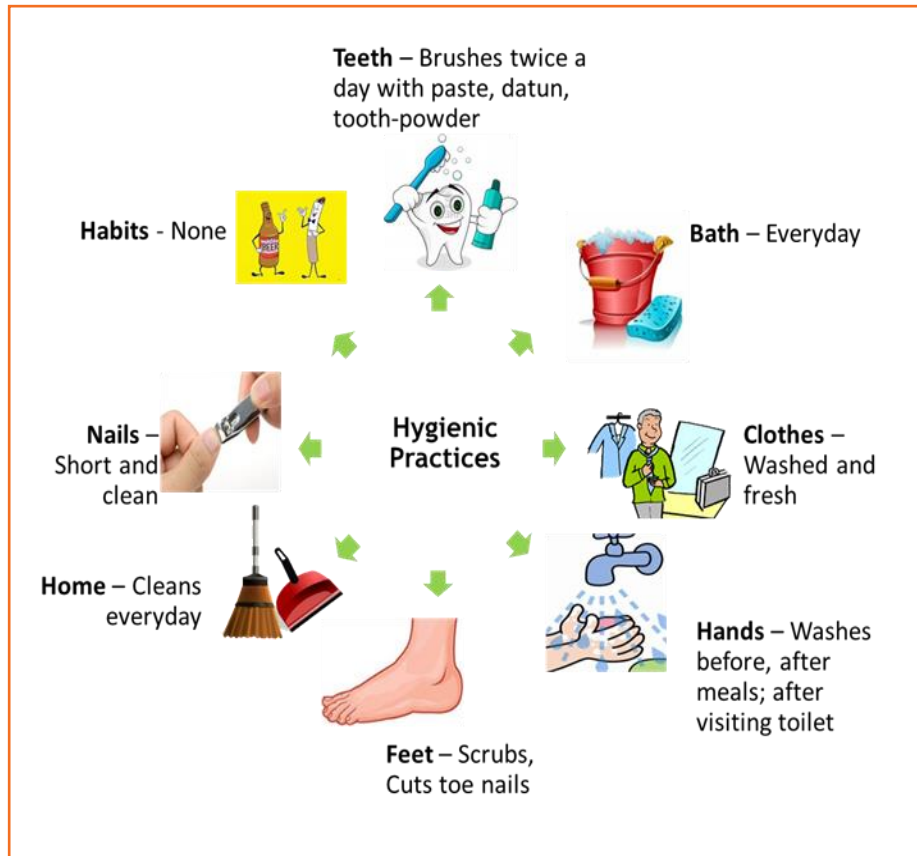 Teeth – Brushes twice a
day with paste, datun,
tooth-powder
Habits - None
BEER
Bath – Everyday
Nails –
Short and
clean
Hygienic
Practices
Clothes –
Washed and
fresh
Home – Cleans
everyday
Hands – Washes
before, after
meals; after
visiting toilet
Feet – Scrubs,
Cuts toe nails